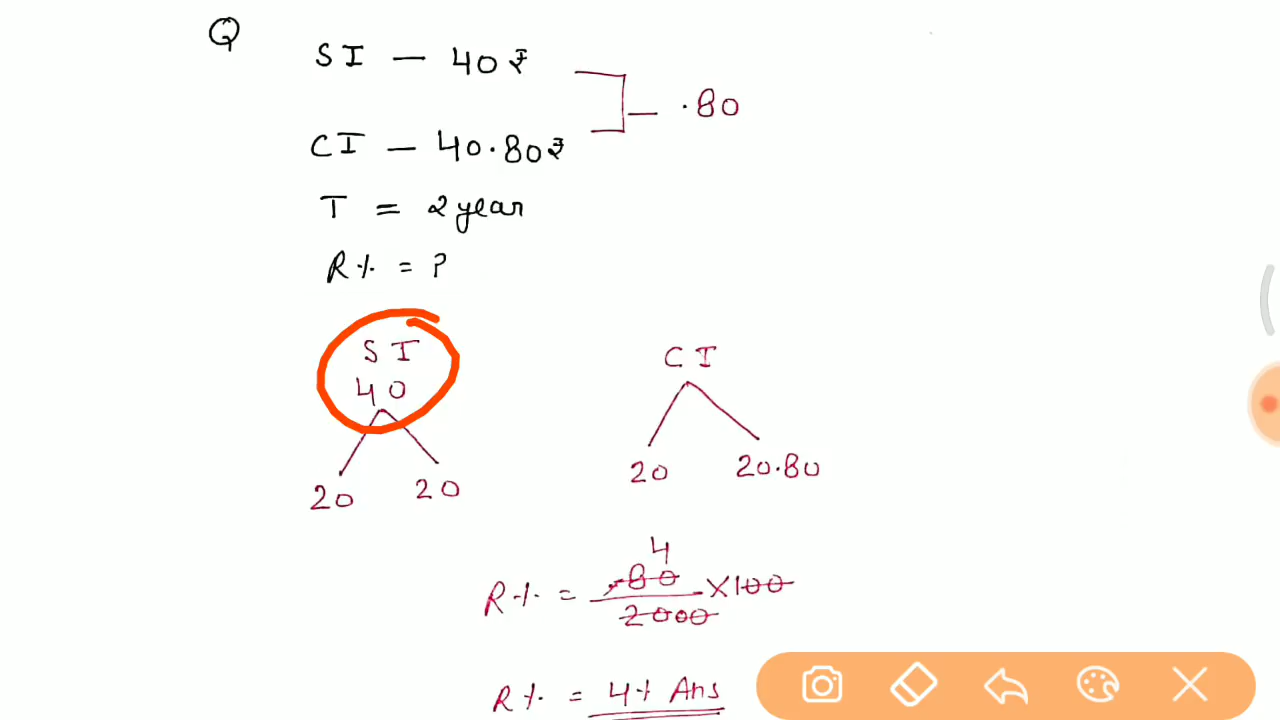 Q
SI – 40₹
CI – 40.80₹
.80
T = 2 year
R% = ?
SI
40
20 20
CI
20 20.80
4
R% = .80/2000 × 100
R% = 4% Ans